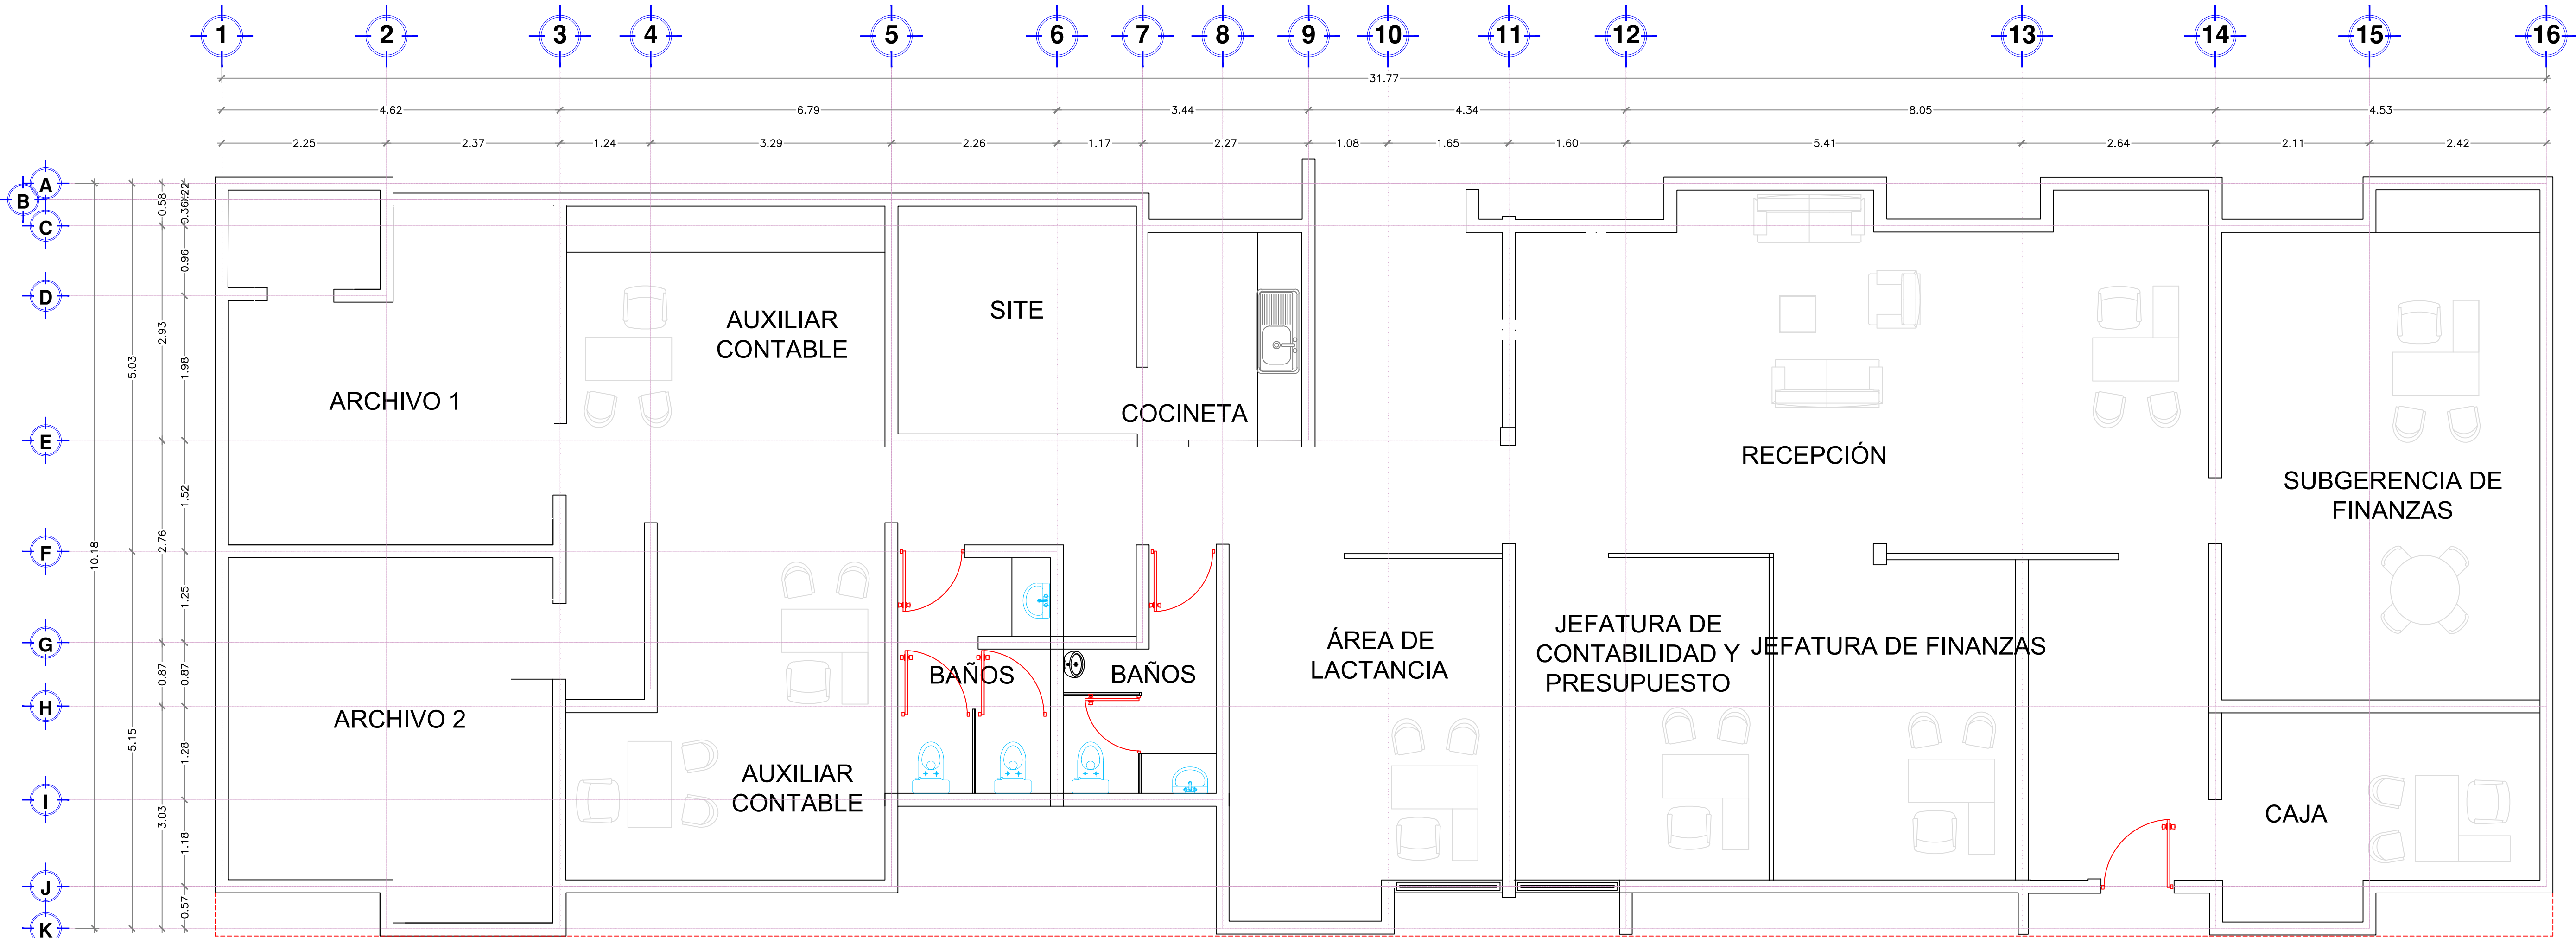 1 2 3 4 5 6 7 8 9 10 11 12 13 14 15 16
31.77
4.62 6.79 3.44 4.34 8.05 4.53
2.25 2.37 1.24 3.29 2.26 1.17 2.27 1.08 1.65 1.60 5.41 2.64 2.11 2.42
A
B
C
D
E
F
G
H
I
J
K
10.18
5.03
5.15
0.58
2.93
2.76
0.87
3.03
.22
0.36
0.96
1.98
1.52
1.25
0.87
1.28
1.18
0.57
ARCHIVO 1
AUXILIAR
CONTABLE
SITE
COCINETA
RECEPCIÓN
SUBGERENCIA DE
FINANZAS
ARCHIVO 2
AUXILIAR
CONTABLE
BAÑOS
BAÑOS
ÁREA DE
LACTANCIA
JEFATURA DE
CONTABILIDAD Y
PRESUPUESTO
JEFATURA DE FINANZAS
CAJA